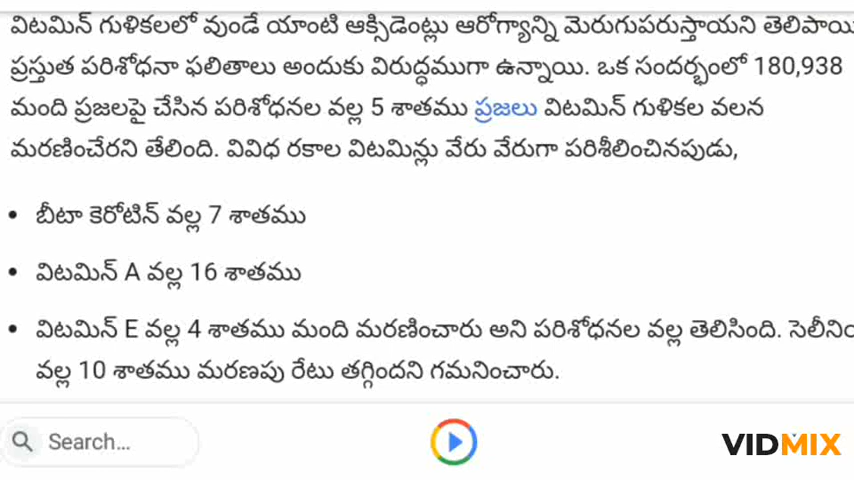 విటమిన్ గుళికలలో వుండే యాంటి ఆక్సిడెంట్లు ఆరోగ్యాన్ని మెరుగుపరుస్తాయని
ప్రస్తుత పరిశోధనా ఫలితాలు అందుకు విరుద్ధముగా ఉన్నాయి. ఒక సందర్భంలో 180,938
మంది ప్రజలపై చేసిన పరిశోధనల వల్ల 5 శాతము ప్రజలు విటమిన్ గుళికల వలన
మరణించేరని తేలింది. వివిధ రకాల విటమిన్లు వేరు వేరుగా పరిశీలించినపుడు,
• బీటా కెరోటిన్ వల్ల 7 శాతము
• విటమిన్ A వల్ల 16 శాతము
• విటమిన్ E వల్ల 4 శాతము మంది మరణించారు అని పరిశోధనల వల్ల తెలిసింది.
వల్ల 10 శాతము మరణపు రేటు తగ్గిందని గమనించారు.
Search...
VIDMIX